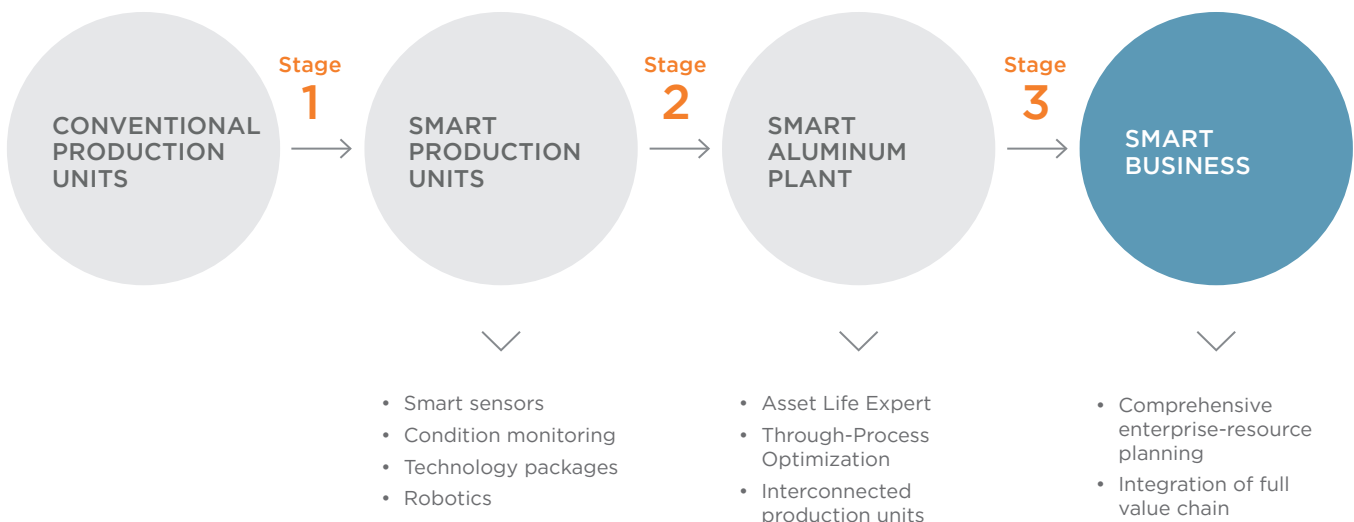 Stage
1
Stage
2
Stage
3
CONVENTIONAL
PRODUCTION
UNITS
SMART
PRODUCTION
UNITS
SMART
ALUMINUM
PLANT
SMART
BUSINESS
• Smart sensors
• Condition monitoring
• Technology packages
• Robotics
• Asset Life Expert
• Through-Process
Optimization
• Interconnected
production units
• Comprehensive
enterprise-resource
planning
• Integration of full
value chain